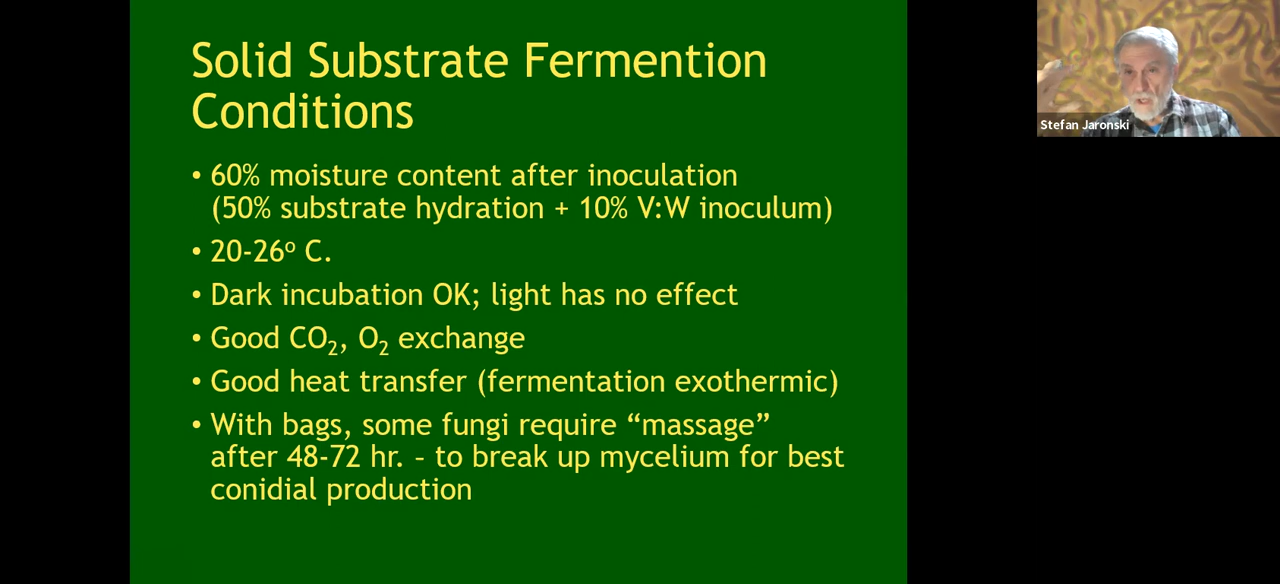 Solid Substrate Fermention
Conditions
• 60% moisture content after inoculation
(50% substrate hydration + 10% V:W inoculum)
• 20-26º C.
• Dark incubation OK; light has no effect
• Good CO₂, O₂ exchange
• Good heat transfer (fermentation exothermic)
• With bags, some fungi require “massage”
after 48-72 hr. – to break up mycelium for best
conidial production
Stefan Jaronski